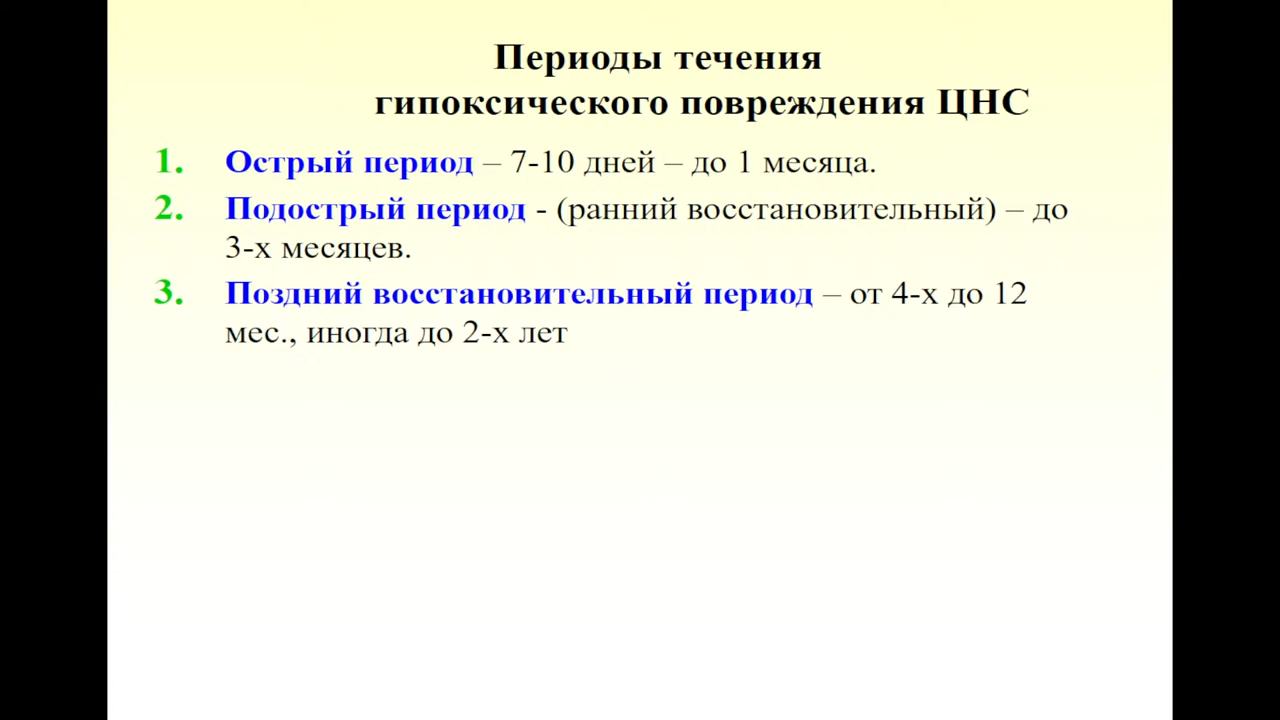 Периоды течения
гипоксического повреждения ЦНС
1. Острый период – 7-10 дней – до 1 месяца.
2. Подострый период - (ранний восстановительный) – до
3-х месяцев.
3. Поздний восстановительный период – от 4-х до 12
мес., иногда до 2-х лет